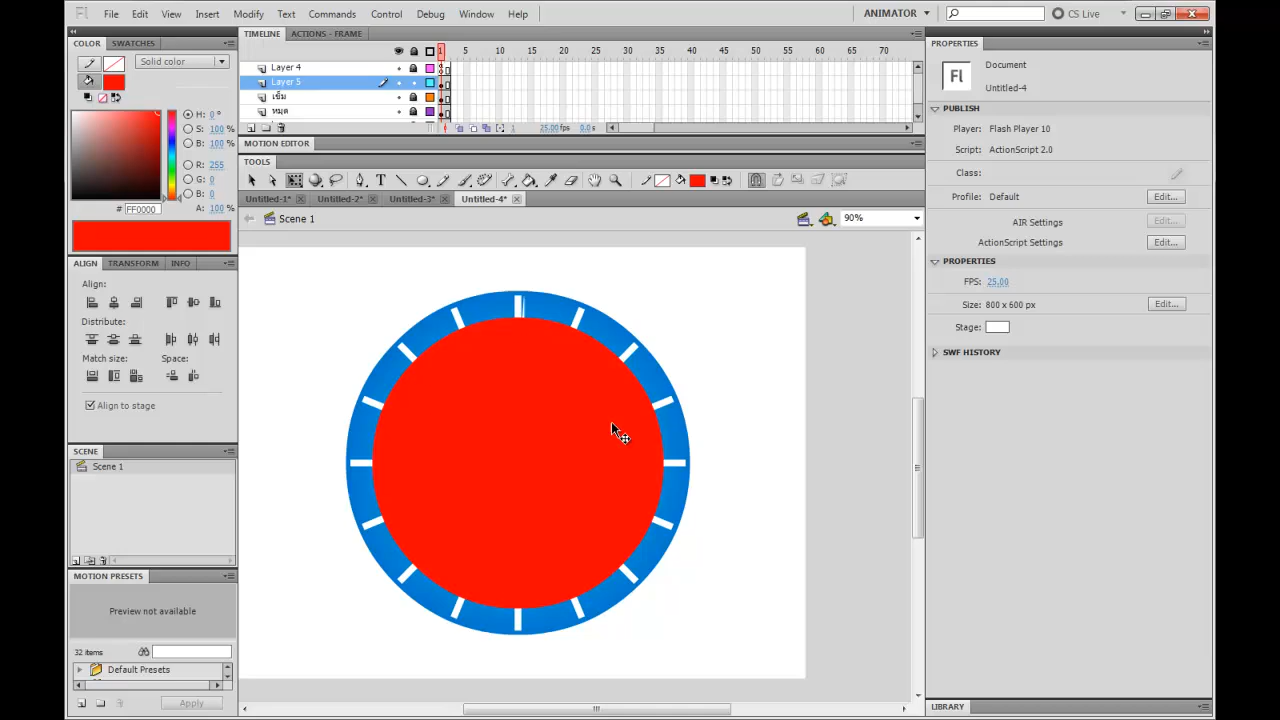 Fl File Edit View Insert Modify Text Commands Control Debug Window Help ANIMATOR CS Live
COLOR SWATCHES
Solid color
H: 0 °
S: 100 %
B: 100 %
R: 255
G: 0
B: 0
# FF0000 A: 100 %
ALIGN TRANSFORM INFO
Align:
Distribute:
Match size: Space:
Align to stage
SCENE
Scene 1
MOTION PRESETS
Preview not available
32 items
Default Presets
Apply
TIMELINE ACTIONS - FRAME
1 5 10 15 20 25 30 35 40 45 50 55 60 65 70
Layer 4
Layer 5
เข็ม
หมุด
1 25.00fps 0.0s
MOTION EDITOR
TOOLS
Untitled-1* Untitled-2* Untitled-3* Untitled-4*
Scene 1 90%
PROPERTIES
Fl Document
Untitled-4
PUBLISH
Player: Flash Player 10
Script: ActionScript 2.0
Class:
Profile: Default Edit...
AIR Settings Edit...
ActionScript Settings Edit...
PROPERTIES
FPS: 25.00
Size: 800 x 600 px Edit...
Stage:
SWF HISTORY
LIBRARY